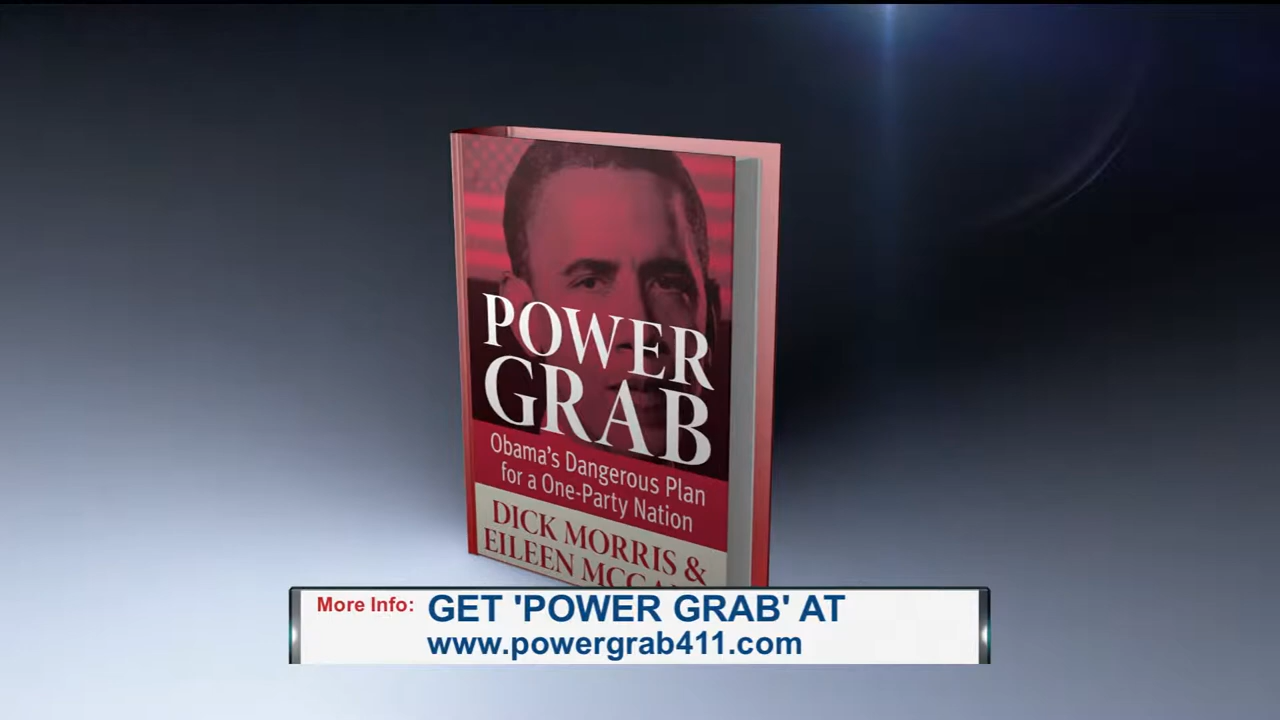 POWER
GRAB
Obama's Dangerous Plan
for a One-Party Nation
DICK MORRIS &
EILEEN
More Info:
GET 'POWER GRAB' AT
www.powergrab411.com